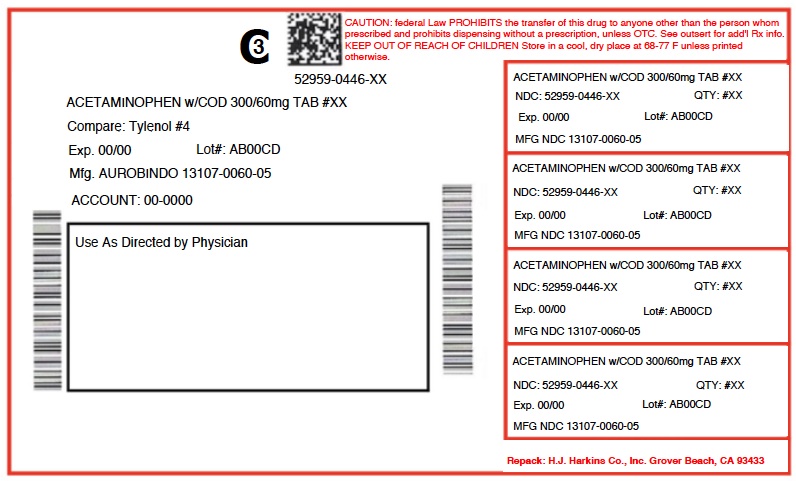 CAUTION: federal Law PROHIBITS the transfer of this drug to anyone other than the person whom
prescribed and prohibits dispensing without a prescription, unless OTC. See outsert for add'l Rx info.
KEEP OUT OF REACH OF CHILDREN Store in a cool, dry place at 68-77 F unless printed
otherwise.
C3
52959-0446-XX
ACETAMINOPHEN w/COD 300/60mg TAB #XX
Compare: Tylenol #4
Exp. 00/00 Lot#: AB00CD
Mfg. AUROBINDO 13107-0060-05
ACCOUNT: 00-0000
Use As Directed by Physician
ACETAMINOPHEN w/COD 300/60mg TAB #XX
NDC: 52959-0446-XX QTY: #XX
Exp. 00/00 Lot#: AB00CD
MFG NDC 13107-0060-05
ACETAMINOPHEN w/COD 300/60mg TAB #XX
NDC: 52959-0446-XX QTY: #XX
Exp. 00/00 Lot#: AB00CD
MFG NDC 13107-0060-05
ACETAMINOPHEN w/COD 300/60mg TAB #XX
NDC: 52959-0446-XX QTY: #XX
Exp. 00/00 Lot#: AB00CD
MFG NDC 13107-0060-05
ACETAMINOPHEN w/COD 300/60mg TAB #XX
NDC: 52959-0446-XX QTY: #XX
Exp. 00/00 Lot#: AB00CD
MFG NDC 13107-0060-05
Repack: H.J. Harkins Co., Inc. Grover Beach, CA 93433